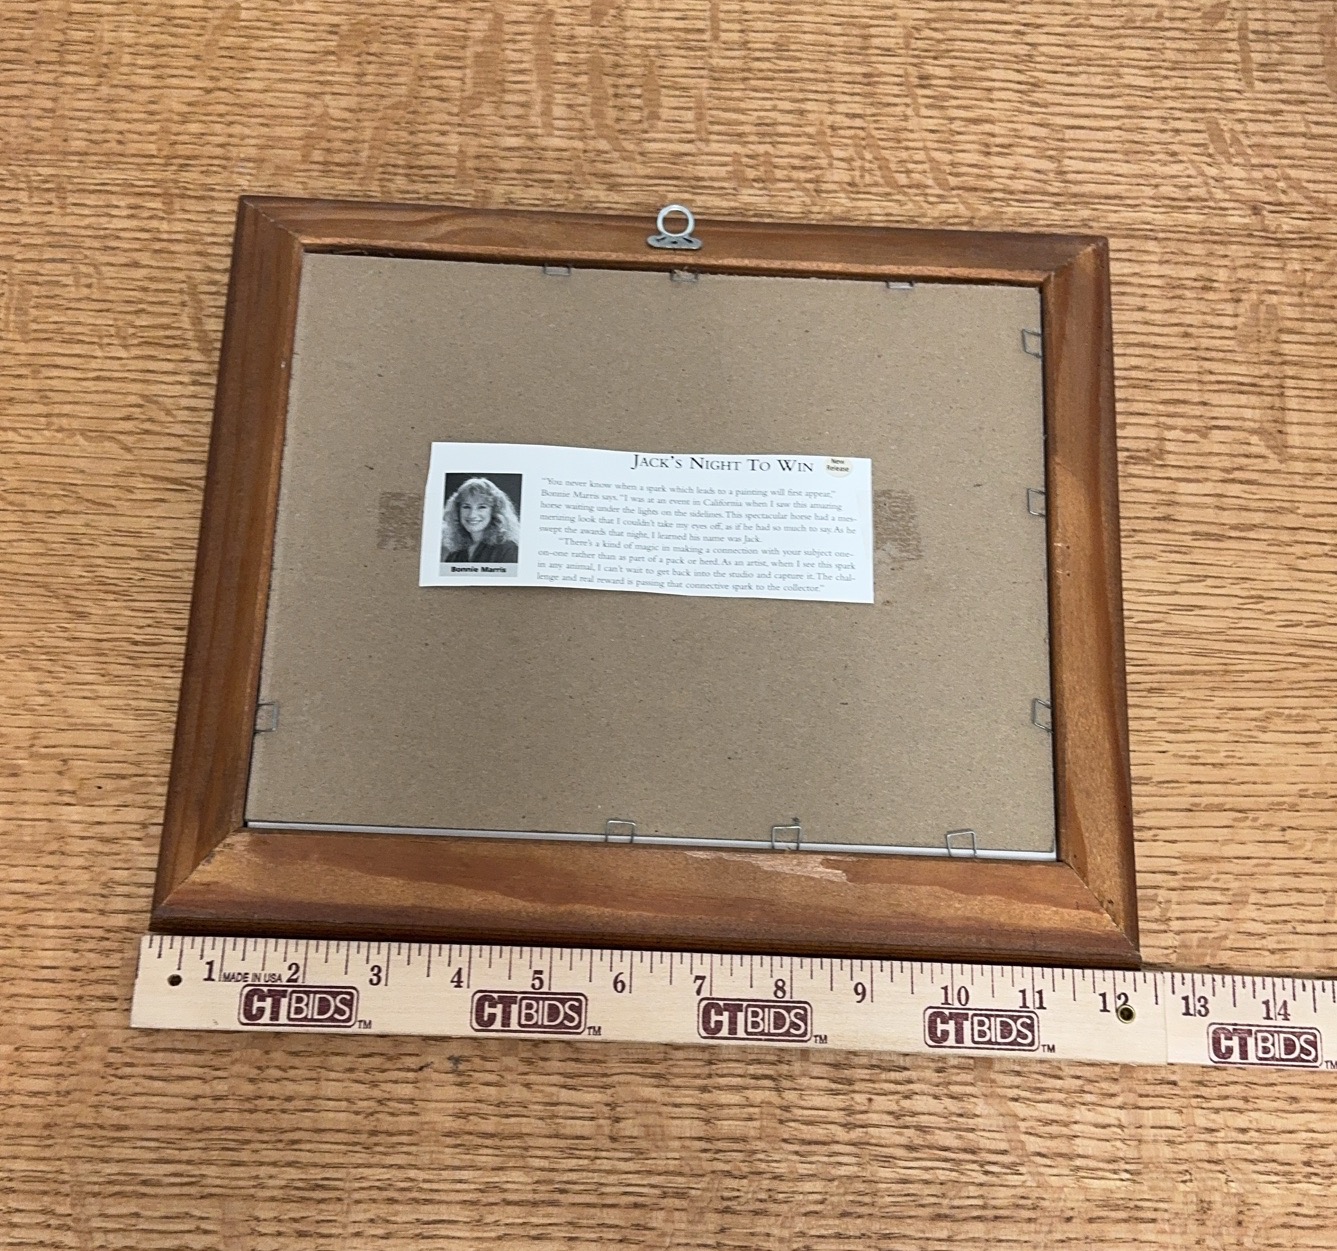 JACK'S NIGHT TO WIN
New
Release
"You never know when a spark which leads to a painting will first appear,"
Bonnie Marris says. "I was at an event in California when I saw this amazing
horse waiting under the lights on the sidelines. This spectacular horse had a mes-
merizing look that I couldn't take my eyes off, as if he had so much to say. As he
swept the awards that night, I learned his name was Jack.
"There's a kind of magic in making a connection with your subject one-
on-one rather than as part of a pack or herd. As an artist, when I see this spark
in any animal, I can't wait to get back into the studio and capture it. The chal-
lenge and real reward is passing that connective spark to the collector."
Bonnie Marris
1 MADE IN USA 2 3 4 5 6 7 8 9 10 11 12 13 14
CTBIDS TM CTBIDS TM CTBIDS TM CTBIDS TM CTBIDS TM